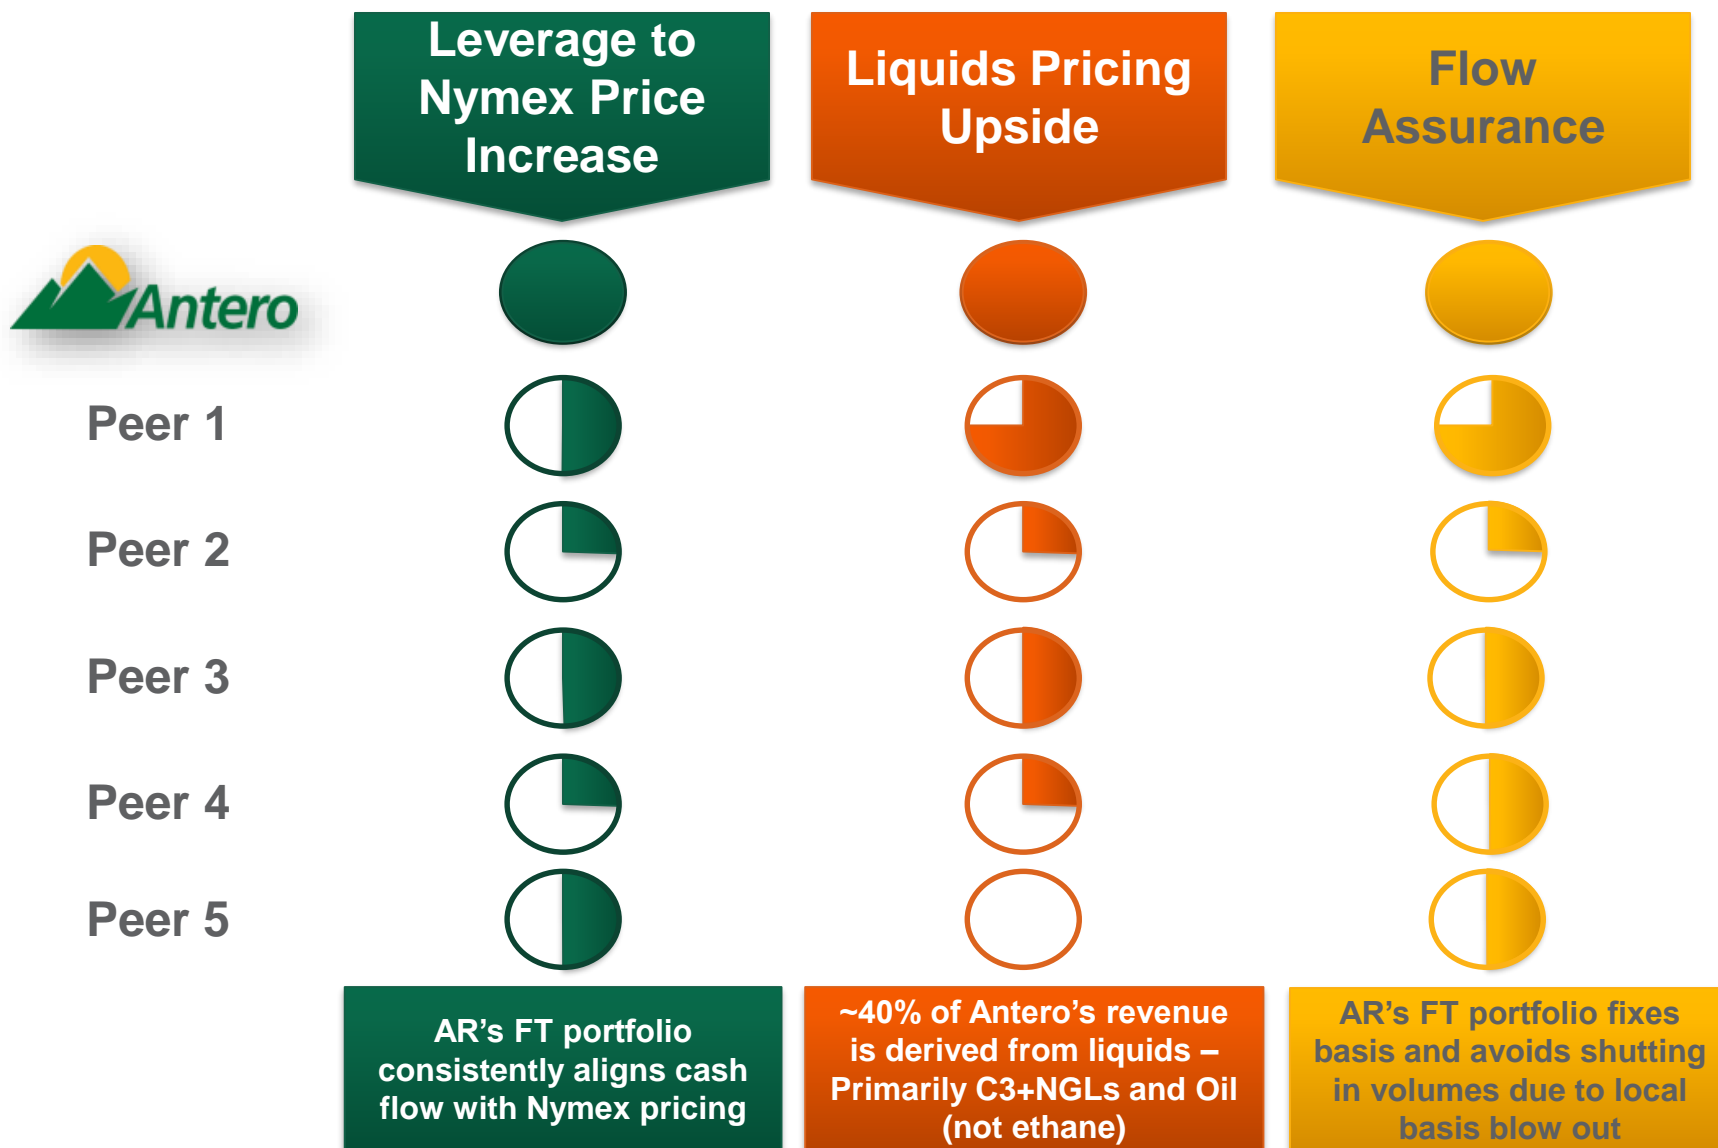 Leverage to
Nymex Price
Increase
Liquids Pricing
Upside
Flow
Assurance
Antero
Peer 1
Peer 2
Peer 3
Peer 4
Peer 5
AR's FT portfolio
consistently aligns cash
flow with Nymex pricing
~40% of Antero's revenue
is derived from liquids –
Primarily C3+NGLs and Oil
(not ethane)
AR's FT portfolio fixes
basis and avoids shutting
in volumes due to local
basis blow out